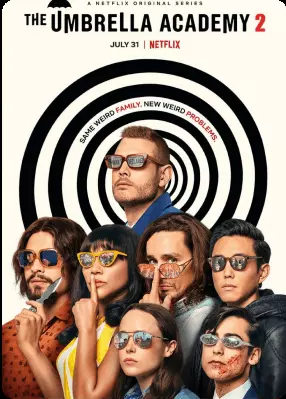 A NETFLIX ORIGINAL SERIES
THE UMBRELLA ACADEMY 2
JULY 31 | NETFLIX
SAME WEIRD FAMILY. NEW WEIRD PROBLEMS.